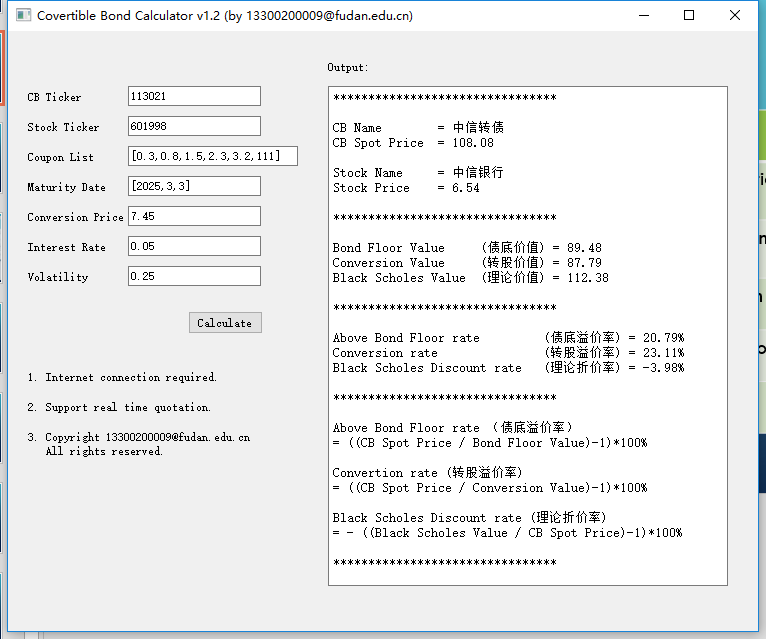 Covertible Bond Calculator v1.2 (by 13300200009@fudan.edu.cn)
Output:
CB Ticker 113021
Stock Ticker 601998
Coupon List [0.3,0.8,1.5,2.3,3.2,111]
Maturity Date [2025,3,3]
Conversion Price 7.45
Interest Rate 0.05
Volatility 0.25
Calculate
1. Internet connection required.
2. Support real time quotation.
3. Copyright 13300200009@fudan.edu.cn
All rights reserved.
********************************
CB Name = 中信转债
CB Spot Price = 108.08
Stock Name = 中信银行
Stock Price = 6.54
********************************
Bond Floor Value (债底价值) = 89.48
Conversion Value (转股价值) = 87.79
Black Scholes Value (理论价值) = 112.38
********************************
Above Bond Floor rate (债底溢价率) = 20.79%
Conversion rate (转股溢价率) = 23.11%
Black Scholes Discount rate (理论折价率) = -3.98%
********************************
Above Bond Floor rate （债底溢价率）
= ((CB Spot Price / Bond Floor Value)-1)*100%
Convertion rate (转股溢价率)
= ((CB Spot Price / Conversion Value)-1)*100%
Black Scholes Discount rate (理论折价率)
= - ((Black Scholes Value / CB Spot Price)-1)*100%
********************************